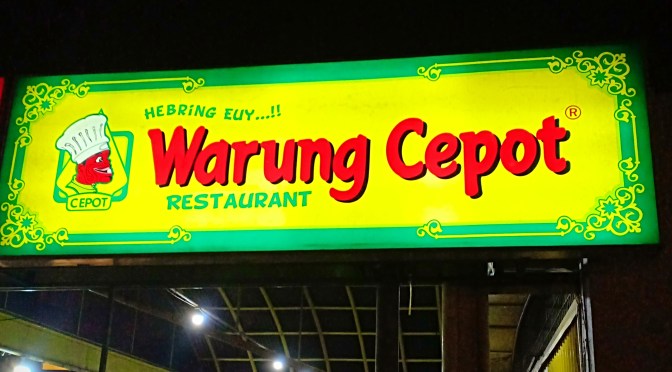 HEBRING EUY...!!
Warung Cepot ®
RESTAURANT
CEPOT